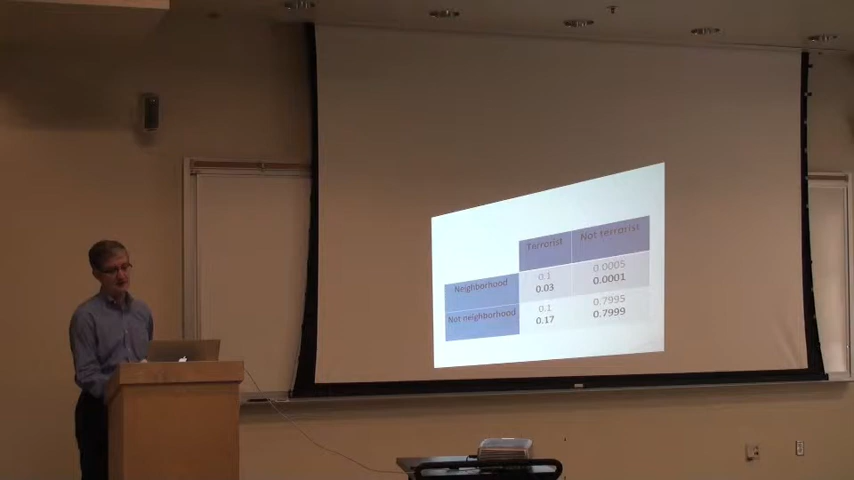 Terrorist Not terrorist
Neighborhood 0.1 0.0005
0.03 0.0001
Not neighborhood 0.1 0.7995
0.17 0.7999